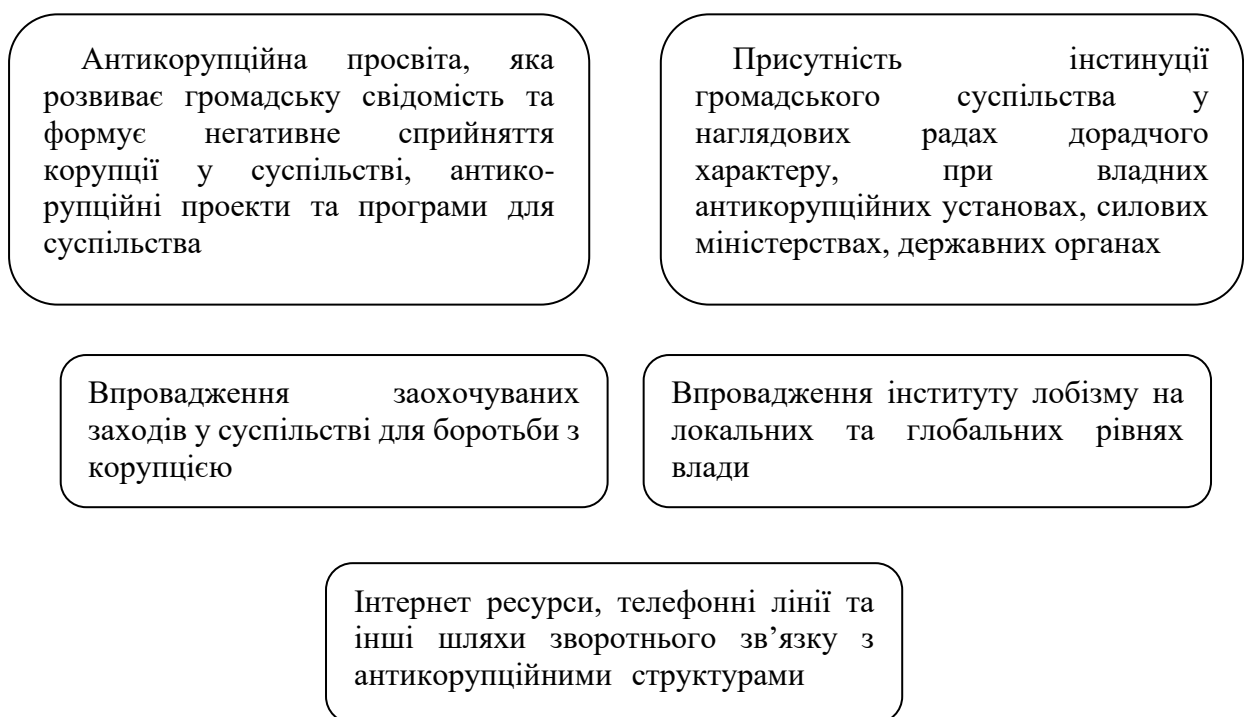 Антикорупційна просвіта, яка
розвиває громадську свідомість та
формує негативне сприйняття
корупції у суспільстві, антико-
рупційні проекти та програми для
суспільства
Присутність інстинуції
громадського суспільства у
наглядових радах дорадчого
характеру, при владних
антикорупційних установах, силових
міністерствах, державних органах
Впровадження заохочуваних
заходів у суспільстві для боротьби з
корупцією
Впровадження інституту лобізму на
локальних та глобальних рівнях
влади
Інтернет ресурси, телефонні лінії та
інші шляхи зворотнього зв’язку з
антикорупційними структурами